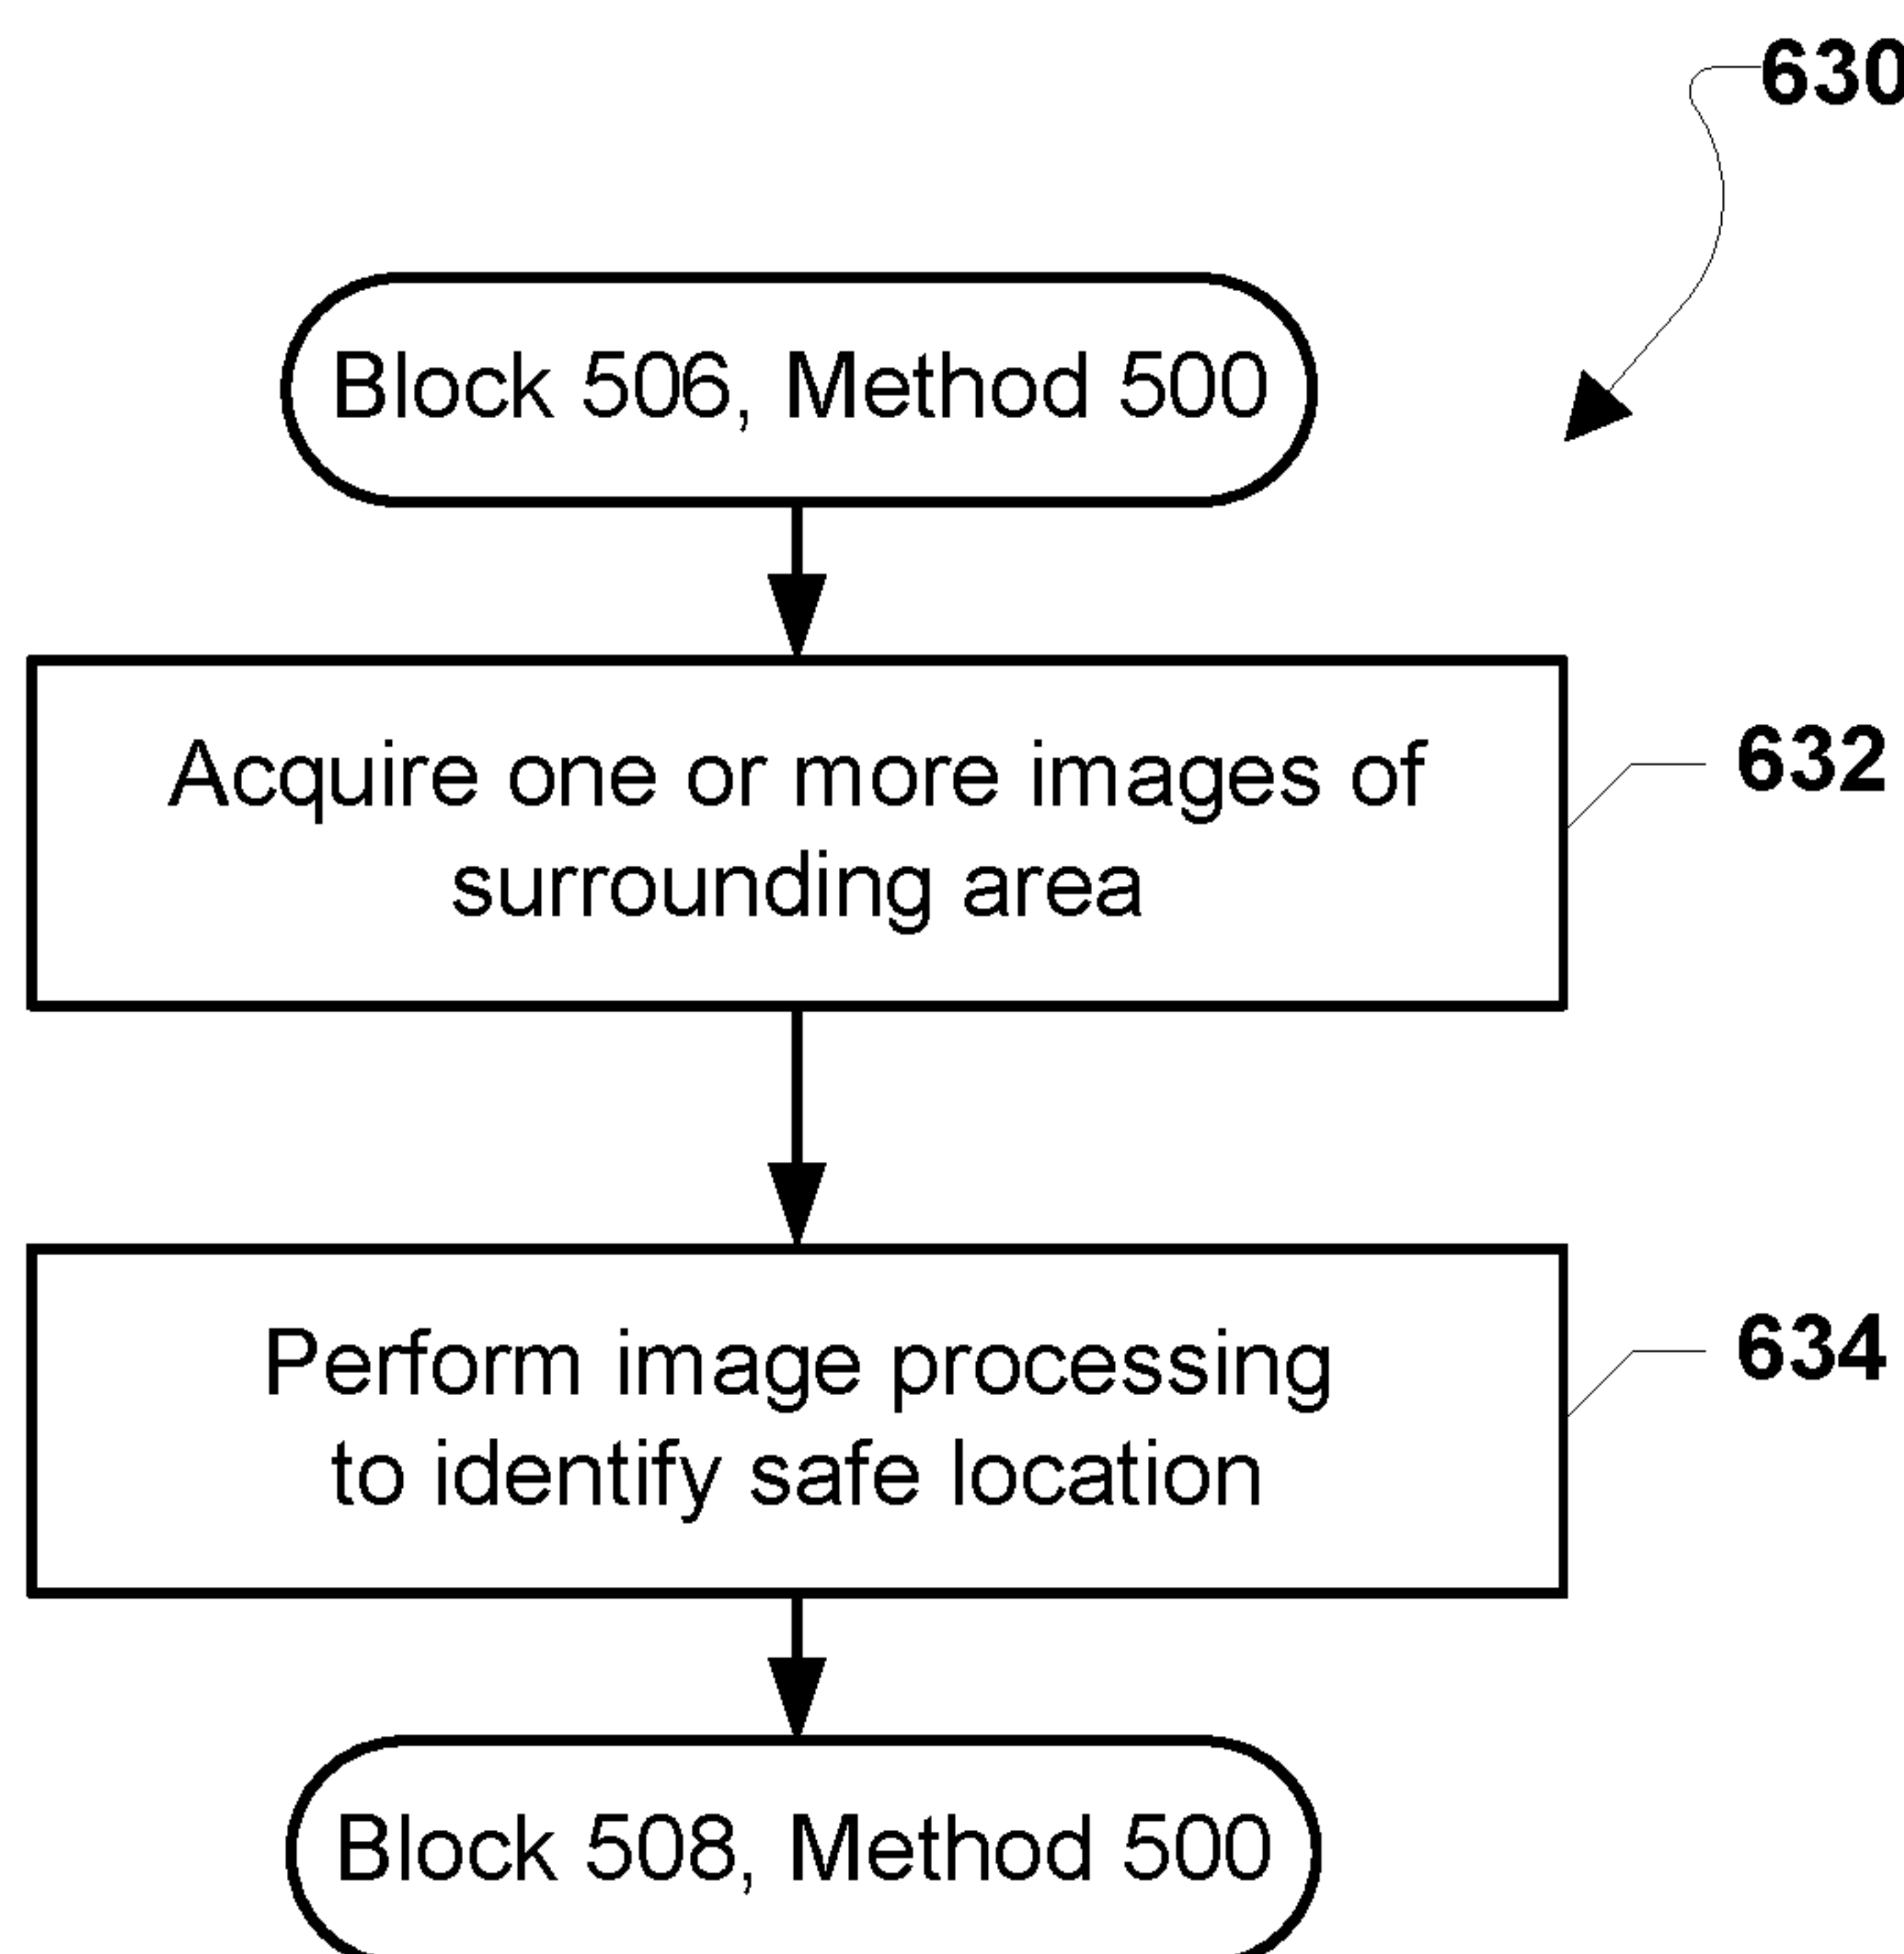 630
Block 506, Method 500
Acquire one or more images of
surrounding area
632
Perform image processing
to identify safe location
634
Block 508, Method 500